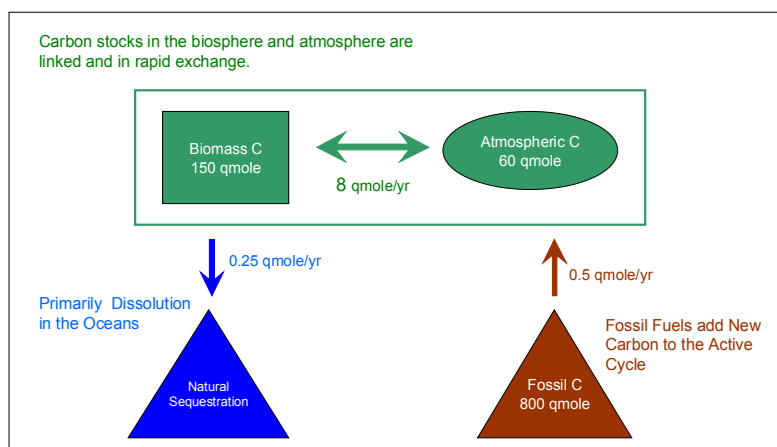 Carbon stocks in the biosphere and atmosphere are
linked and in rapid exchange.
Biomass C
150 qmole
8 qmole/yr
Atmospheric C
60 qmole
0.25 qmole/yr
0.5 qmole/yr
Primarily Dissolution
in the Oceans
Natural
Sequestration
Fossil C
800 qmole
Fossil Fuels add New
Carbon to the Active
Cycle